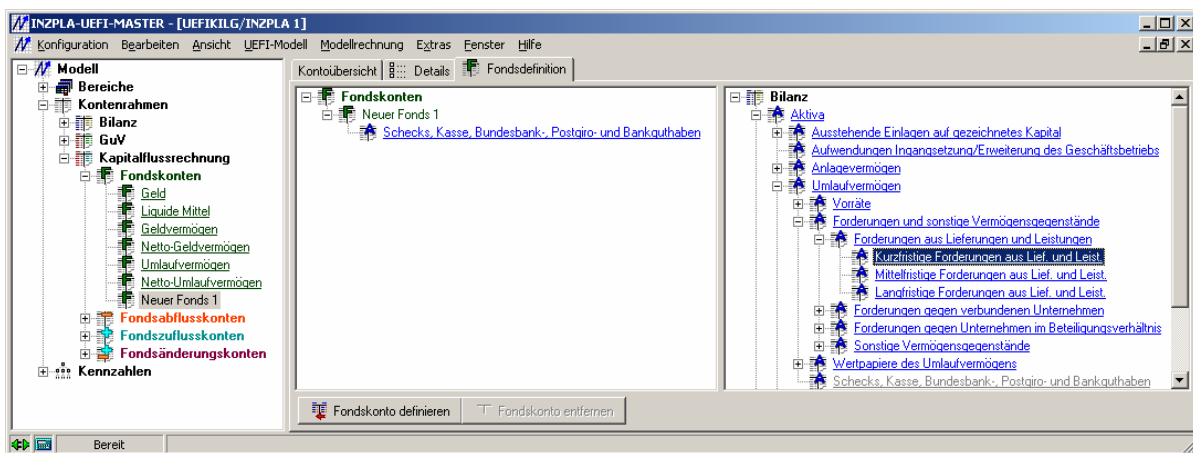 INZPLA-UEFI-MASTER - [UEFIKILG/INZPLA 1]
Konfiguration Bearbeiten Ansicht UEFI-Modell Modellrechnung Extras Fenster Hilfe
Modell
Bereiche
Kontenrahmen
Bilanz
GuV
Kapitalflussrechnung
Fondskonten
Geld
Liquide Mittel
Geldvermögen
Netto-Geldvermögen
Umlaufvermögen
Netto-Umlaufvermögen
Neuer Fonds 1
Fondsabflusskonten
Fondszuflusskonten
Fondsänderungskonten
Kennzahlen
Kontoübersicht Details Fondsdefinition
Fondskonten
Neuer Fonds 1
Schecks, Kasse, Bundesbank-, Postgiro- und Bankguthaben
Bilanz
Aktiva
Ausstehende Einlagen auf gezeichnetes Kapital
Aufwendungen Ingangsetzung/Erweiterung des Geschäftsbetriebs
Anlagevermögen
Umlaufvermögen
Vorräte
Forderungen und sonstige Vermögensgegenstände
Forderungen aus Lieferungen und Leistungen
Kurzfristige Forderungen aus Lief. und Leist.
Mittelfristige Forderungen aus Lief. und Leist.
Langfristige Forderungen aus Lief. und Leist.
Forderungen gegen verbundenen Unternehmen
Forderungen gegen Unternehmen im Beteiligungsverhältnis
Sonstige Vermögensgegenstände
Wertpapiere des Umlaufvermögens
Schecks, Kasse, Bundesbank-, Postgiro- und Bankguthaben
Fondskonto definieren Fondskonto entfernen
Bereit